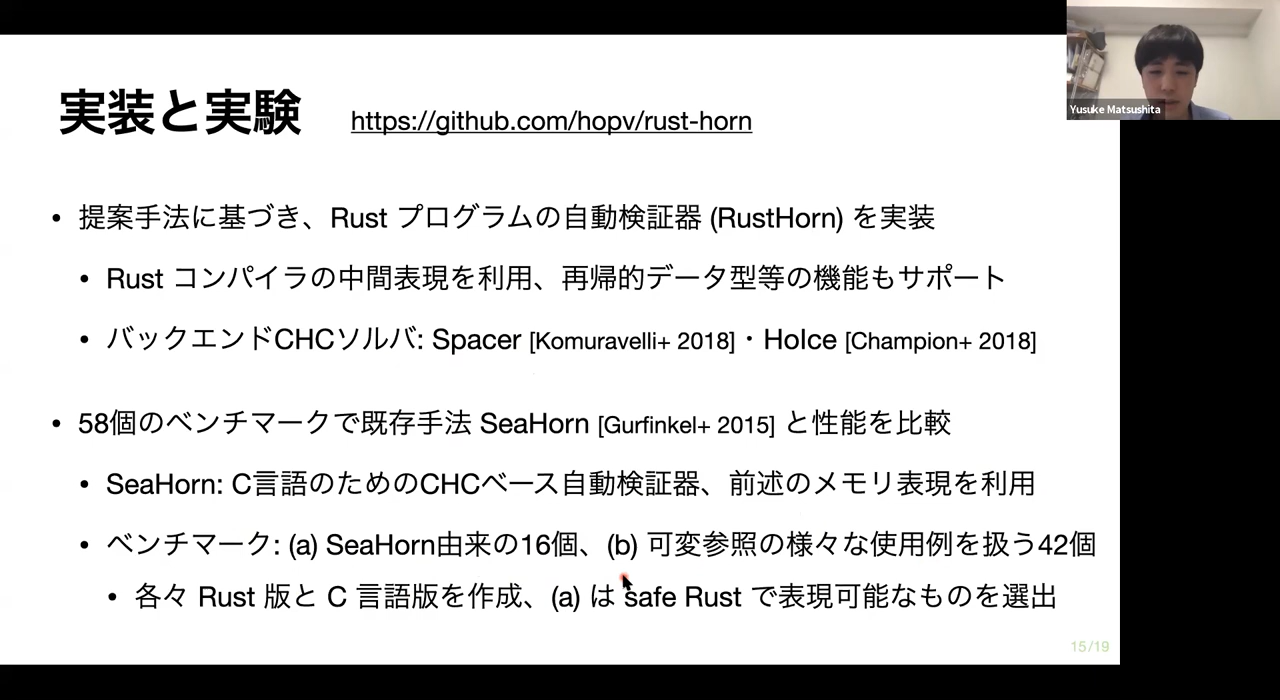 実装と実験 https://github.com/hopv/rust-horn
Yusuke Matsushita
• 提案手法に基づき、Rust プログラムの自動検証器 (RustHorn) を実装
• Rust コンパイラの中間表現を利用、再帰的データ型等の機能もサポート
• バックエンドCHCソルバ: Spacer [Komuravelli+ 2018]・HoIce [Champion+ 2018]
• 58個のベンチマークで既存手法 SeaHorn [Gurfinkel+ 2015] と性能を比較
• SeaHorn: C言語のためのCHCベース自動検証器、前述のメモリ表現を利用
• ベンチマーク: (a) SeaHorn由来の16個、(b) 可変参照の様々な使用例を扱う42個
• 各々 Rust 版と C 言語版を作成、(a) は safe Rust で表現可能なものを選出
15/19